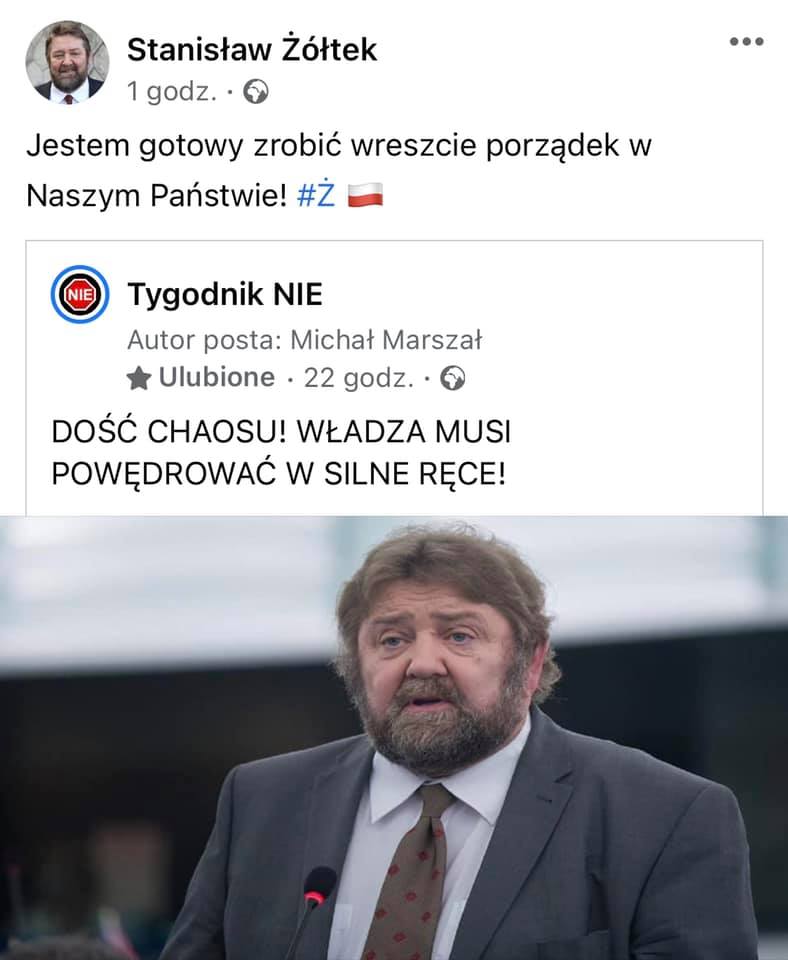 Stanisław Żółtek
1 godz. ·
Jestem gotowy zrobić wreszcie porządek w
Naszym Państwie! #Ż
NIE
Tygodnik NIE
Autor posta: Michał Marszał
Ulubione · 22 godz. ·
DOŚĆ CHAOSU! WŁADZA MUSI
POWĘDROWAĆ W SILNE RĘCE!